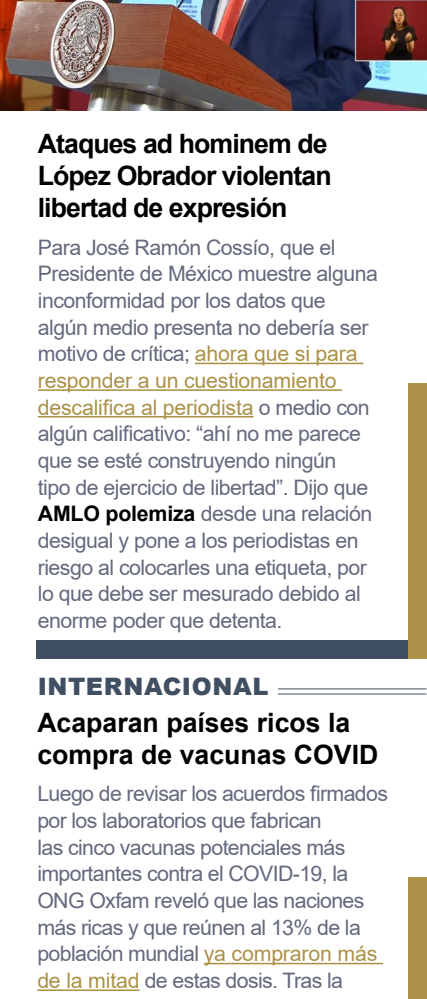 Ataques ad hominem de
López Obrador violentan
libertad de expresión
Para José Ramón Cossío, que el
Presidente de México muestre alguna
inconformidad por los datos que
algún medio presenta no debería ser
motivo de crítica; ahora que si para
responder a un cuestionamiento
descalifica al periodista o medio con
algún calificativo: “ahí no me parece
que se esté construyendo ningún
tipo de ejercicio de libertad”. Dijo que
AMLO polemiza desde una relación
desigual y pone a los periodistas en
riesgo al colocarles una etiqueta, por
lo que debe ser mesurado debido al
enorme poder que detenta.
INTERNACIONAL
Acaparan países ricos la
compra de vacunas COVID
Luego de revisar los acuerdos firmados
por los laboratorios que fabrican
las cinco vacunas potenciales más
importantes contra el COVID-19, la
ONG Oxfam reveló que las naciones
más ricas y que reúnen al 13% de la
población mundial ya compraron más
de la mitad de estas dosis. Tras la